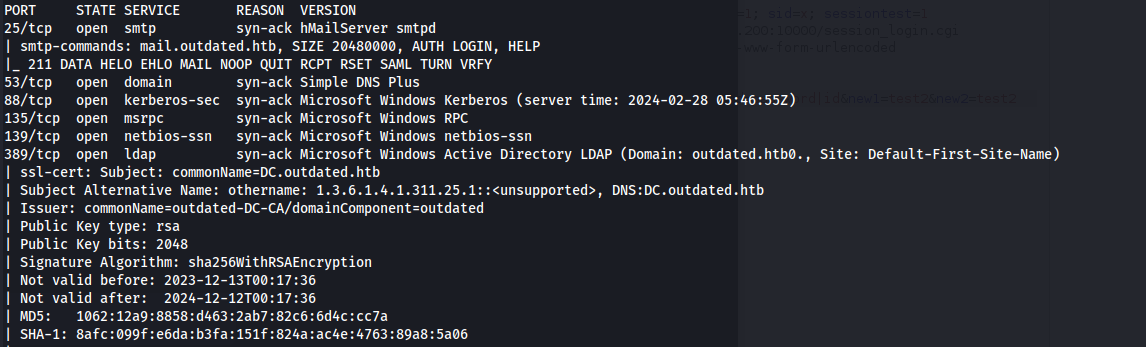 PORT STATE SERVICE REASON VERSION
=i; sid=x; sessiontest=i
25/tcp open smtp syn-ack hMailServer smtpd
200:10000/session_login.cgi
| smtp-commands: mail.outdated.htb, SIZE 20480000, AUTH LOGIN, HELP
-www-form-urlencoded
|_ 211 DATA HELO EHLO MAIL NOOP QUIT RCPT RSET SAML TURN VRFY
53/tcp open domain syn-ack Simple DNS Plus
88/tcp open kerberos-sec syn-ack Microsoft Windows Kerberos (server time: 2024-02-28 05:46:55Z)
135/tcp open msrpc syn-ack Microsoft Windows RPC
139/tcp open netbios-ssn syn-ack Microsoft Windows netbios-ssn
389/tcp open ldap syn-ack Microsoft Windows Active Directory LDAP (Domain: outdated.htb0., Site: Default-First-Site-Name)
| ssl-cert: Subject: commonName=DC.outdated.htb
| Subject Alternative Name: othername: 1.3.6.1.4.1.311.25.1::<unsupported>, DNS:DC.outdated.htb
| Issuer: commonName=outdated-DC-CA/domainComponent=outdated
| Public Key type: rsa
| Public Key bits: 2048
| Signature Algorithm: sha256WithRSAEncryption
| Not valid before: 2023-12-13T00:17:36
| Not valid after: 2024-12-12T00:17:36
| MD5: 1062:12a9:8858:d463:2ab7:82c6:6d4c:cc7a
| SHA-1: 8afc:099f:e6da:b3fa:151f:824a:ac4e:4763:89a8:5a06